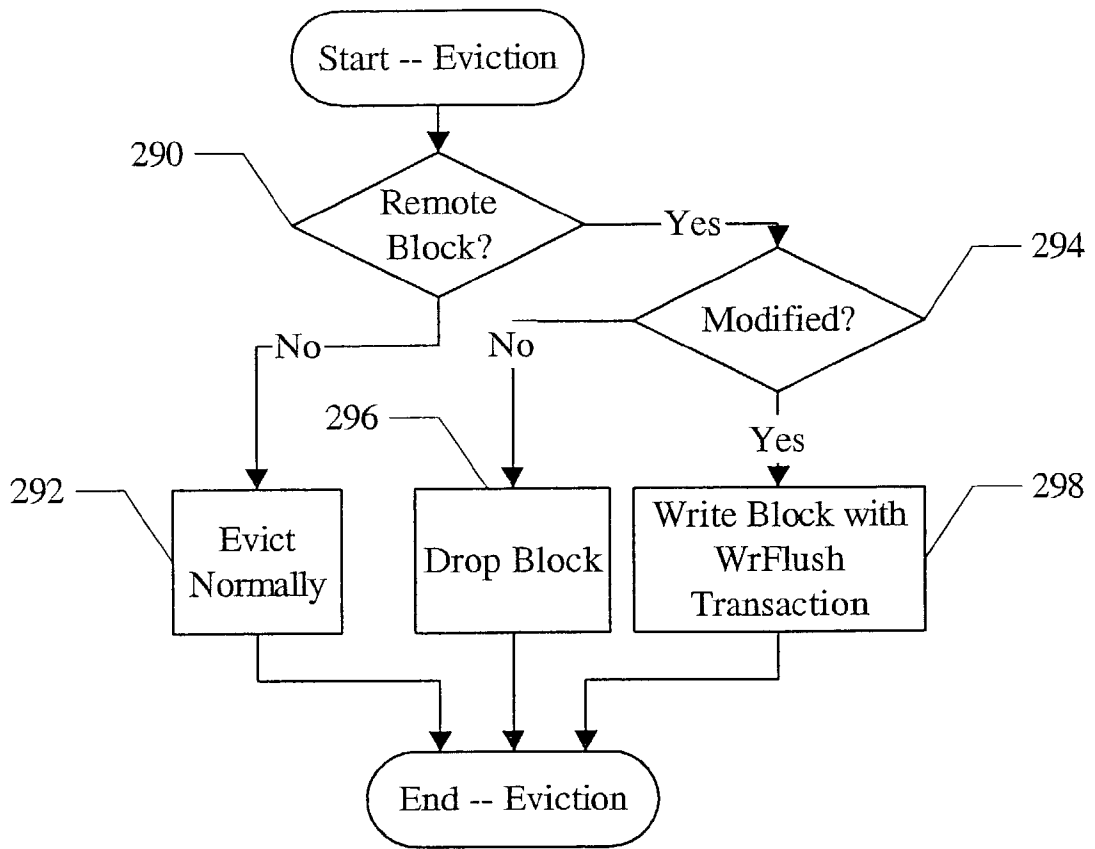 Start -- Eviction
290
Remote
Block?
Yes
294
Modified?
No
No
296
Yes
292
298
Evict
Normally
Drop Block
Write Block with
WrFlush
Transaction
End -- Eviction